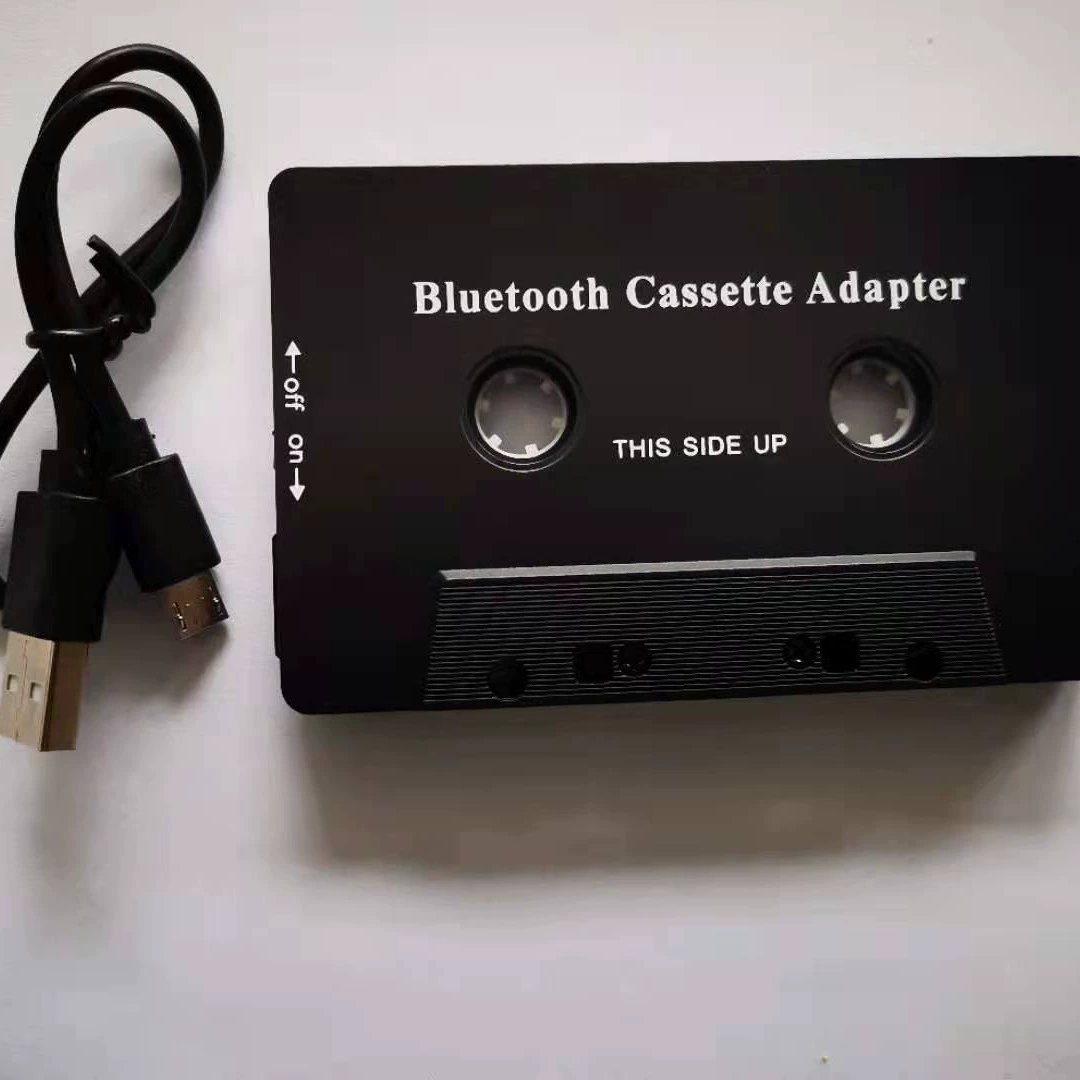 Bluetooth Cassette Adapter
←off on→
THIS SIDE UP